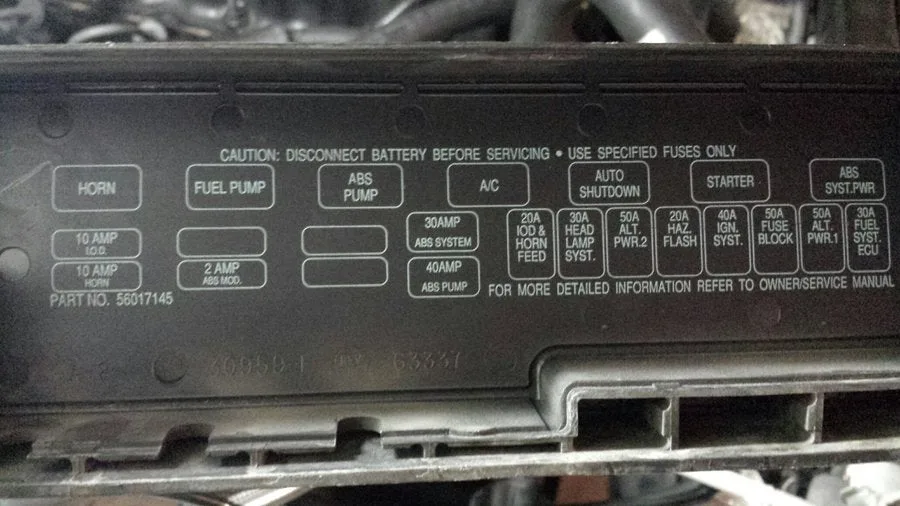 CAUTION: DISCONNECT BATTERY BEFORE SERVICING • USE SPECIFIED FUSES ONLY
HORN
FUEL PUMP
ABS
PUMP
A/C
AUTO
SHUTDOWN
STARTER
ABS
SYST.PWR
10 AMP
I.O.D.
30AMP
ABS SYSTEM
20A
IOD &
HORN
FEED
30A
HEAD
LAMP
SYST.
50A
ALT.
PWR.2
20A
HAZ.
FLASH
40A
IGN.
SYST.
50A
FUSE
BLOCK
50A
ALT.
PWR.1
30A
FUEL
SYST.
ECU
10 AMP
HORN
2 AMP
ABS MOD.
40AMP
ABS PUMP
PART NO. 56017145
FOR MORE DETAILED INFORMATION REFER TO OWNER/SERVICE MANUAL
63337